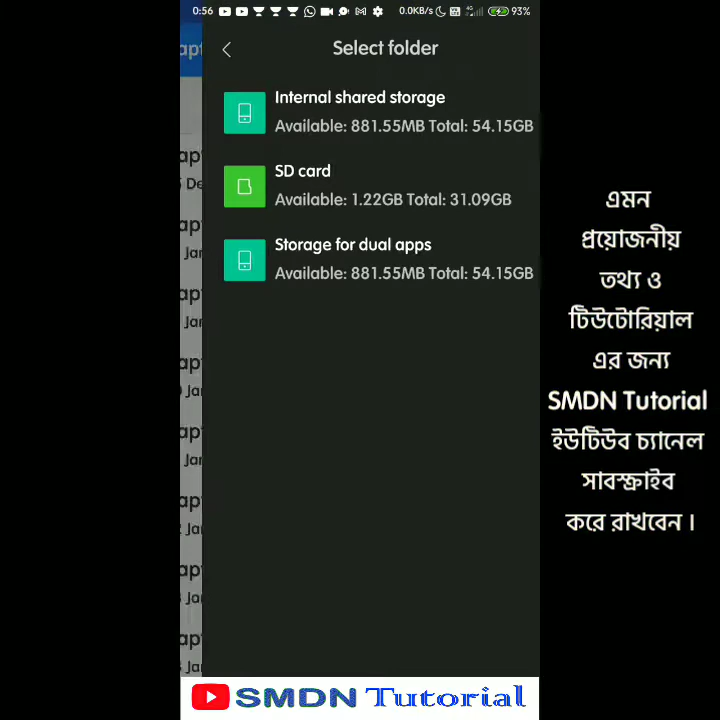 0:56 0.0KB/s 4G 93%
Select folder
Internal shared storage
Available: 881.55MB Total: 54.15GB
SD card
Available: 1.22GB Total: 31.09GB
Storage for dual apps
Available: 881.55MB Total: 54.15GB
এমন
প্রয়োজনীয়
তথ্য ও
টিউটোরিয়াল
এর জন্য
SMDN Tutorial
ইউটিউব চ্যানেল
সাবস্ক্রাইব
করে রাখবেন ।
SMDN Tutorial